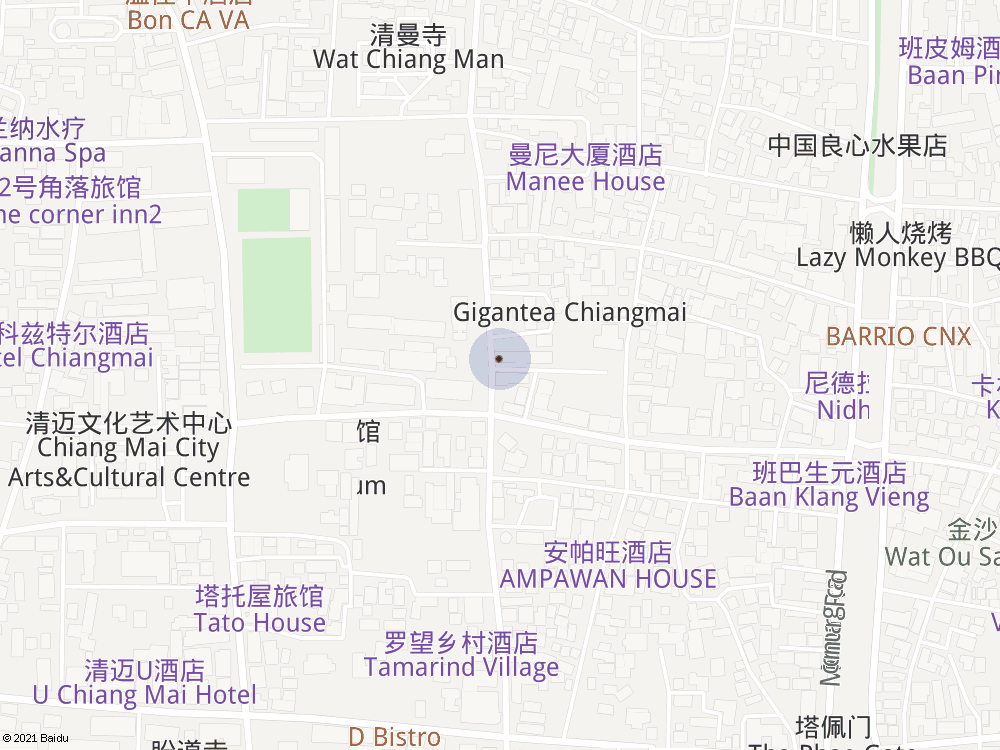 Bon CA VA
清曼寺
Wat Chiang Man
班皮姆酒
Baan Pin
兰纳水疗
anna Spa
曼尼大厦酒店
Manee House
中国良心水果店
2号角落旅馆
he corner inn2
懒人烧烤
Lazy Monkey BBQ
Gigantea Chiangmai
科兹特尔酒店
tel Chiangmai
BARRIO CNX
尼德拉
Nidh
K
清迈文化艺术中心
Chiang Mai City
Arts&Cultural Centre
馆
um
班巴生元酒店
Baan Klang Vieng
金沙
Wat Ou Sa
安帕旺酒店
AMPAWAN HOUSE
塔托屋旅馆
Tato House
罗望乡村酒店
Tamarind Village
清迈U酒店
U Chiang Mai Hotel
塔佩门
D Bistro
© 2021 Baidu